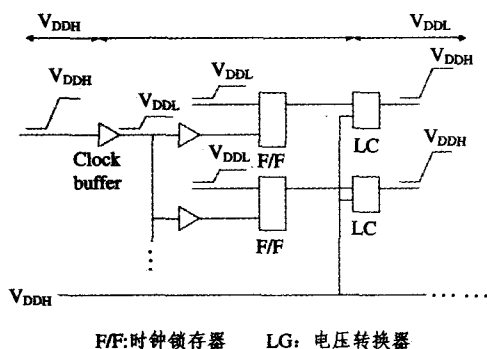 VDDH VDDL
VDDH VDDL VDDL VDDH
Clock buffer F/F LC
VDDL VDDH
F/F LC
VDDH
F/F:时钟锁存器 LG：电压转换器